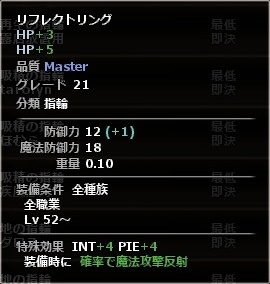 リフレクトリング
HP+3
HP+5
品質 Master
グレード 21
分類 指輪
防御力 12 (+1)
魔法防御力 18
重量 0.10
装備条件 全種族
全職業
Lv 52～
特殊効果 INT+4 PIE+4
装備時に 確率で魔法攻撃反射